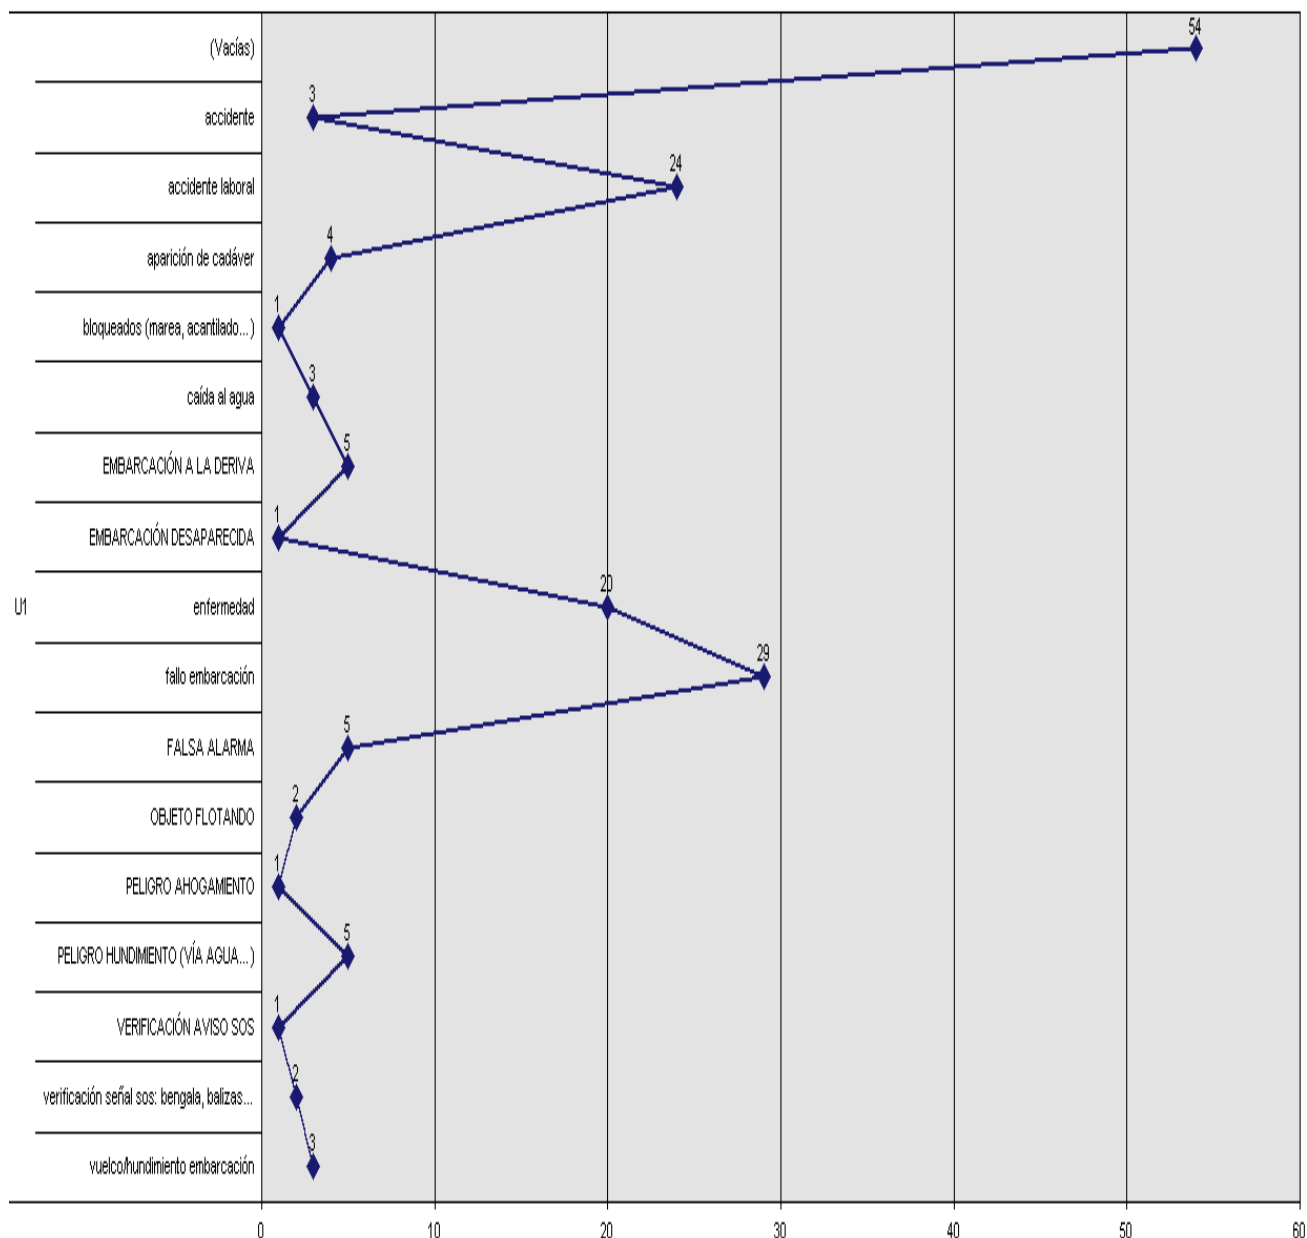 54
(Vacías)
3
accidente
24
accidente laboral
4
aparición de cadáver
1
bloqueados (marea, acantilado...)
3
caída al agua
5
EMBARCACIÓN A LA DERIVA
1
EMBARCACIÓN DESAPARECIDA
20
U1
enfermedad
29
fallo embarcación
5
FALSA ALARMA
2
OBJETO FLOTANDO
1
PELIGRO AHOGAMIENTO
5
PELIGRO HUNDIMIENTO (VÍA AGUA...)
1
VERIFICACIÓN AVISO SOS
2
verificación señal sos: bengala, balizas...
3
vuelco/hundimiento embarcación
0 10 20 30 40 50 60